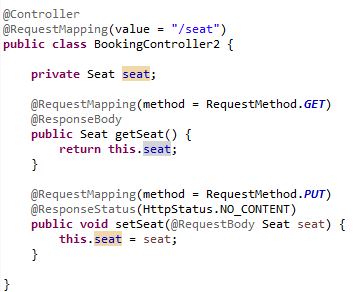 @Controller
@RequestMapping(value = "/seat")
public class BookingController2 {
private Seat seat;
@RequestMapping(method = RequestMethod.GET)
@ResponseBody
public Seat getSeat() {
return this.seat;
}
@RequestMapping(method = RequestMethod.PUT)
@ResponseStatus(HttpStatus.NO_CONTENT)
public void setSeat(@RequestBody Seat seat) {
this.seat = seat;
}
}